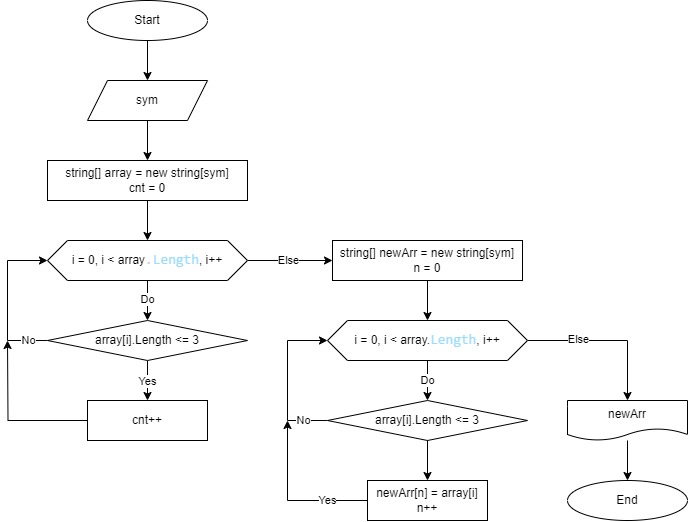 Start
sym
string[] array = new string[sym]
cnt = 0
i = 0, i < array.Length, i++
Else
string[] newArr = new string[sym]
n = 0
Do
array[i].Length <= 3
No
Yes
cnt++
i = 0, i < array.Length, i++
Else
Do
array[i].Length <= 3
No
newArr[n] = array[i]
n++
Yes
newArr
End